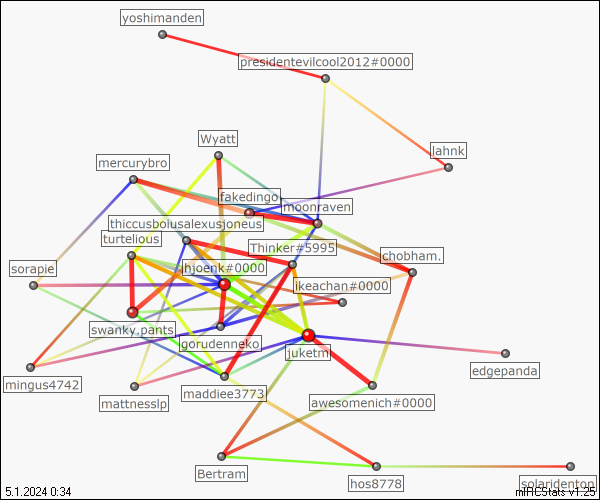 yoshimanden
presidentevilcool2012#0000
Wyatt
lahnk
mercurybro
fakedingo
moonraven
thiccusboiusalexusjoneus
turtelious
Thinker#5995
chobham.
sorapie
hjoenk#0000
ikeachan#0000
swanky.pants
gorudenneko
juketm
edgepanda
mingus4742
mattnesslp
maddiee3773
awesomenich#0000
Bertram
hos8778
solaridenton
5.1.2024 0:34
mIRCStats v1.25